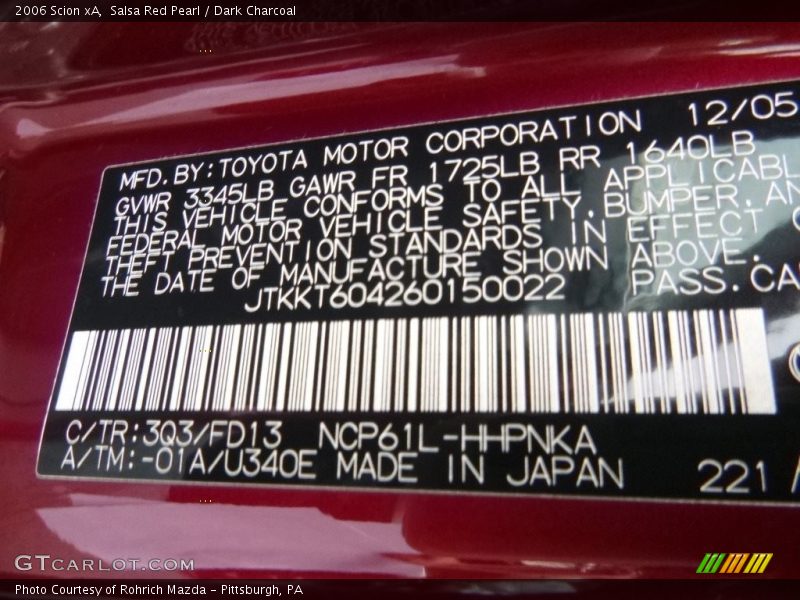 2006 Scion xA, Salsa Red Pearl / Dark Charcoal
MFD. BY: TOYOTA MOTOR CORPORATION 12/05
GVWR 3345LB GAWR FR 1725LB RR 1640LB
THIS VEHICLE CONFORMS TO ALL APPLICABL
FEDERAL MOTOR VEHICLE SAFETY, BUMPER, AN
THEFT PREVENTION STANDARDS IN EFFECT
THE DATE OF MANUFACTURE SHOWN ABOVE.
JTKKT604260150022 PASS. CA
C/TR: 3Q3/FD13 NCP61L-HHPNKA
A/TM: -01A/U340E MADE IN JAPAN 221
GTCARLOT.COM
Photo Courtesy of Rohrich Mazda - Pittsburgh, PA